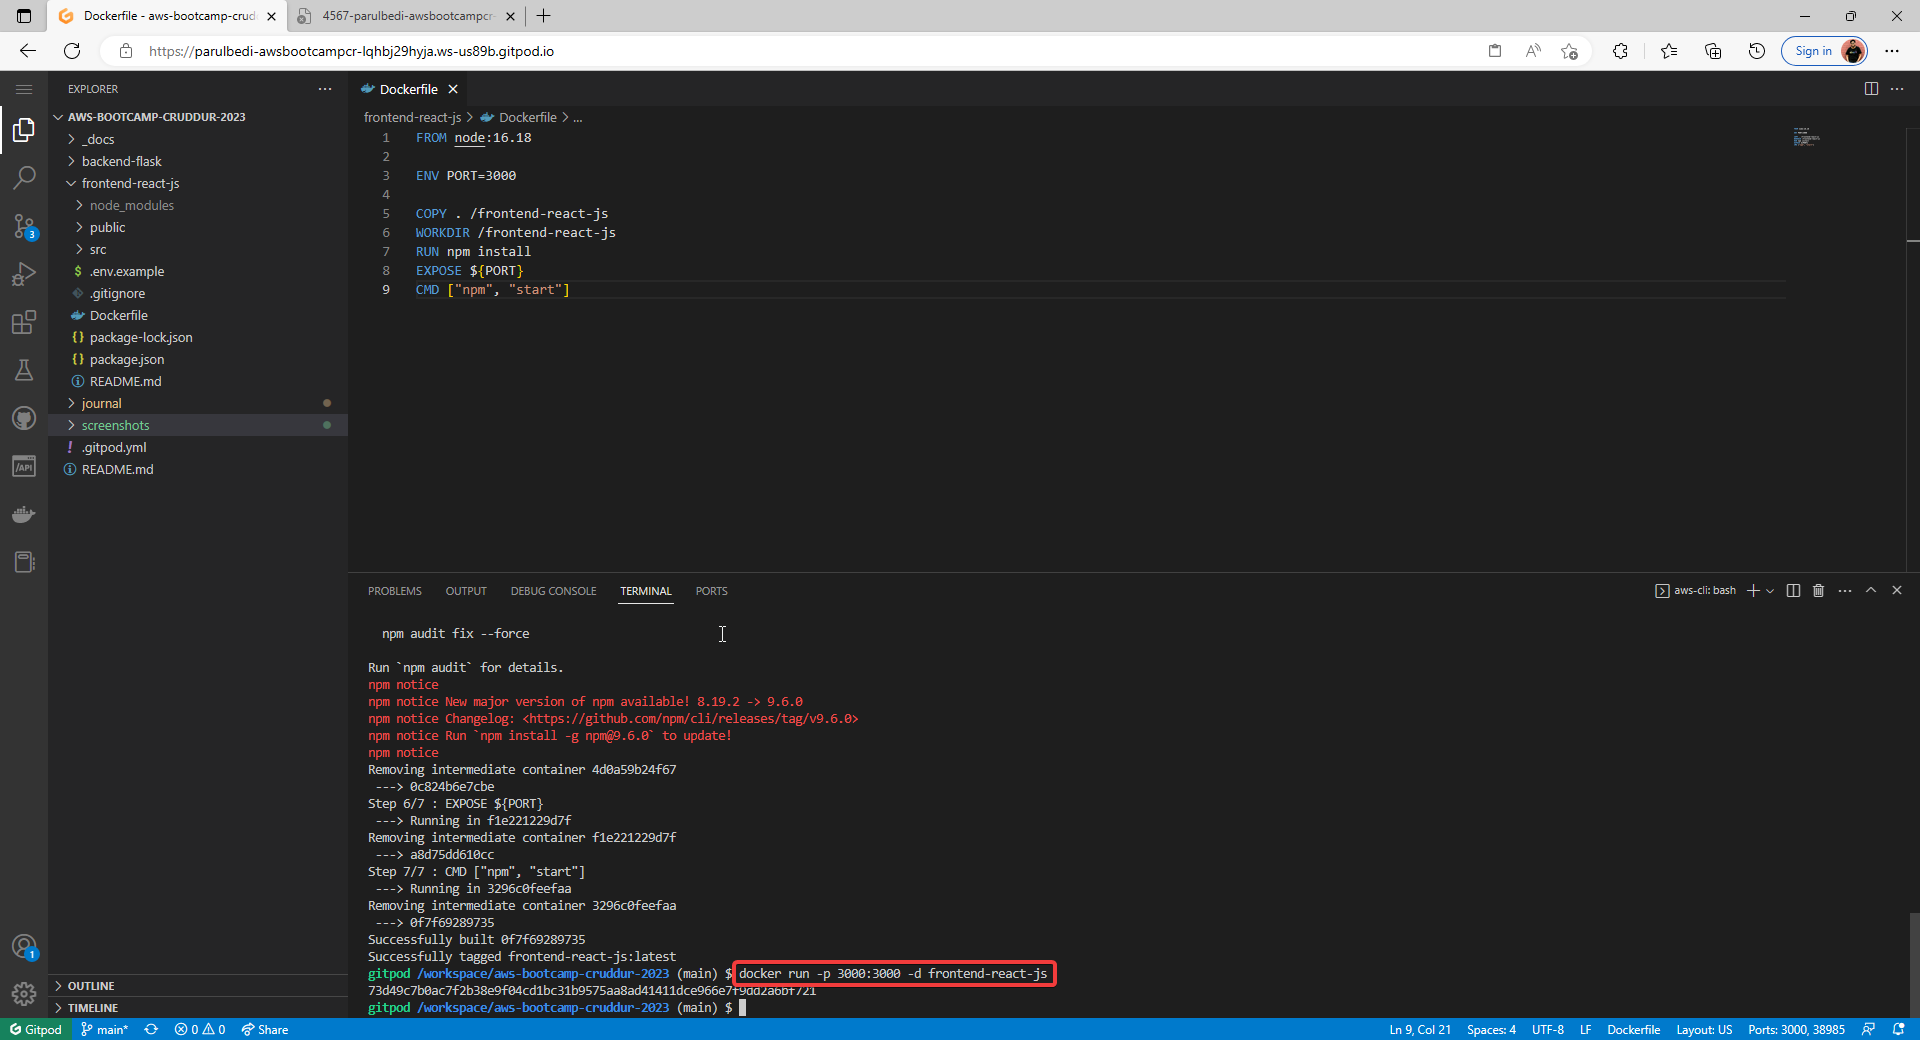 Dockerfile - aws-bootcamp-crudd
4567-parulbedi-awsbootcampcr
https://parulbedi-awsbootcampcr-lqhbj29hyja.ws-us89b.gitpod.io
Sign in
EXPLORER
AWS-BOOTCAMP-CRUDDUR-2023
_docs
backend-flask
frontend-react-js
node_modules
public
src
$ .env.example
.gitignore
Dockerfile
{} package-lock.json
{} package.json
README.md
journal
screenshots
! .gitpod.yml
README.md
OUTLINE
TIMELINE
3
/API
1
Dockerfile
frontend-react-js > Dockerfile > ...
1 FROM node:16.18
2
3 ENV PORT=3000
4
5 COPY . /frontend-react-js
6 WORKDIR /frontend-react-js
7 RUN npm install
8 EXPOSE ${PORT}
9 CMD ["npm", "start"]
PROBLEMS OUTPUT DEBUG CONSOLE TERMINAL PORTS
aws-cli: bash
npm audit fix --force
Run `npm audit` for details.
npm notice
npm notice New major version of npm available! 8.19.2 -> 9.6.0
npm notice Changelog: <https://github.com/npm/cli/releases/tag/v9.6.0>
npm notice Run `npm install -g npm@9.6.0` to update!
npm notice
Removing intermediate container 4d0a59b24f67
---> 0c824b6e7cbe
Step 6/7 : EXPOSE ${PORT}
---> Running in f1e221229d7f
Removing intermediate container f1e221229d7f
---> a8d75dd610cc
Step 7/7 : CMD ["npm", "start"]
---> Running in 3296c0feefaa
Removing intermediate container 3296c0feefaa
---> 0f7f69289735
Successfully built 0f7f69289735
Successfully tagged frontend-react-js:latest
gitpod /workspace/aws-bootcamp-cruddur-2023 (main) $ docker run -p 3000:3000 -d frontend-react-js
73d49c7b0ac7f2b38e9f04cd1bc31b9575aa8ad41411dce966e7f9dd2a6bf721
gitpod /workspace/aws-bootcamp-cruddur-2023 (main) $
Gitpod main* 0 0 Share
Ln 9, Col 21 Spaces: 4 UTF-8 LF Dockerfile Layout: US Ports: 3000, 38985